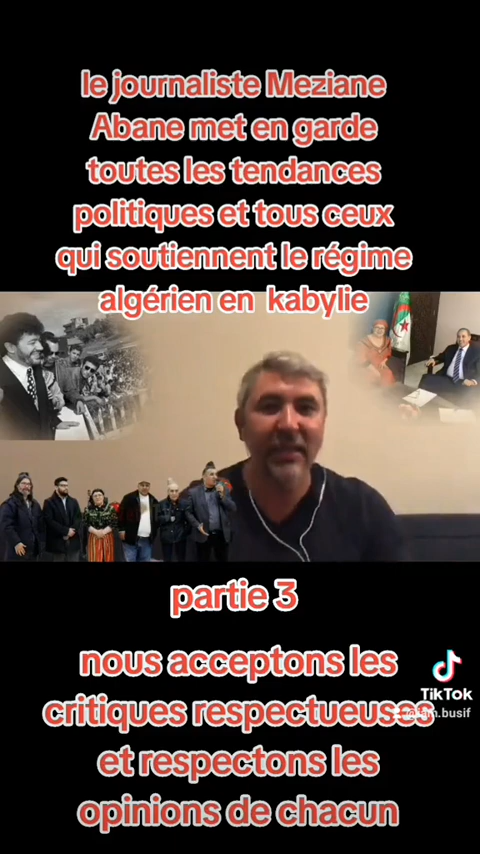 le journaliste Meziane
Abane met en garde
toutes les tendances
politiques et tous ceux
qui soutiennent le régime
algérien en kabylie
partie 3
nous acceptons les
critiques respectueuses
et respectons les
opinions de chacun
TikTok